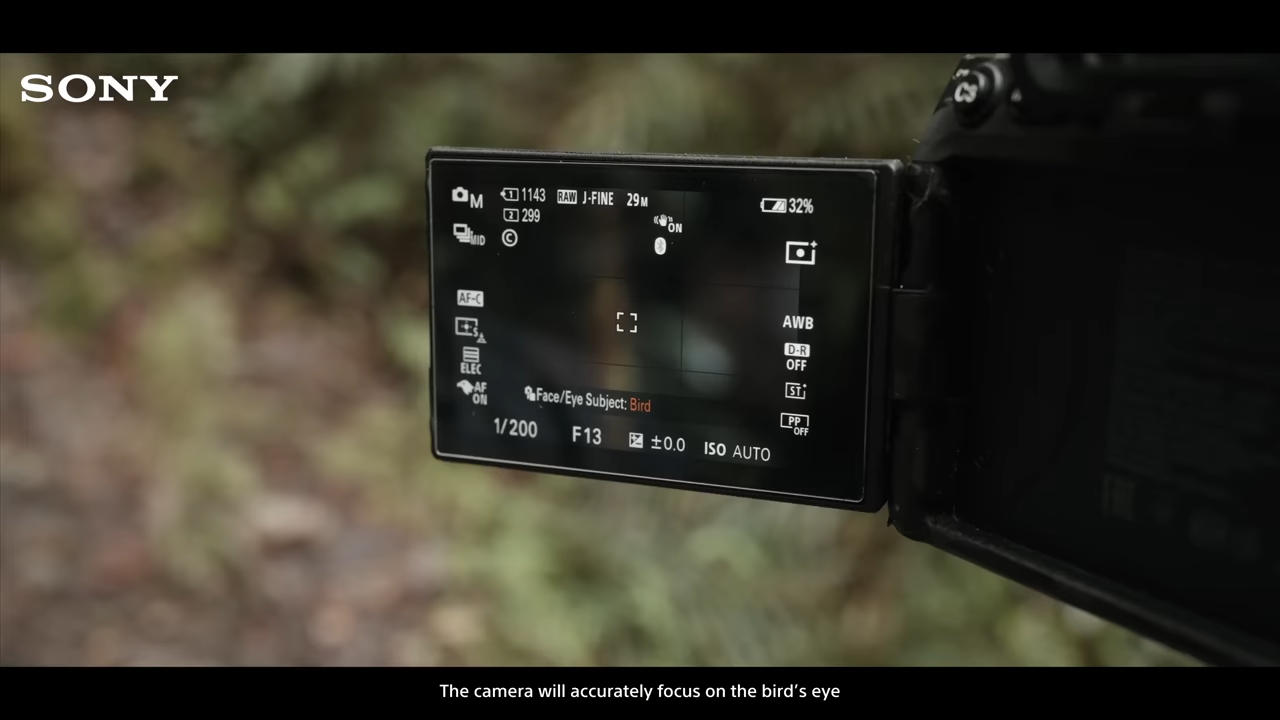 SONY
C3
M
1 1143 RAW J-FINE 29M
32%
2 299
ON
MID
C
AF-C
AWB
S
D-R
OFF
ELEC
ST
AF
ON
Face/Eye Subject: Bird
PP
OFF
1/200 F13 ±0.0 ISO AUTO
The camera will accurately focus on the bird's eye